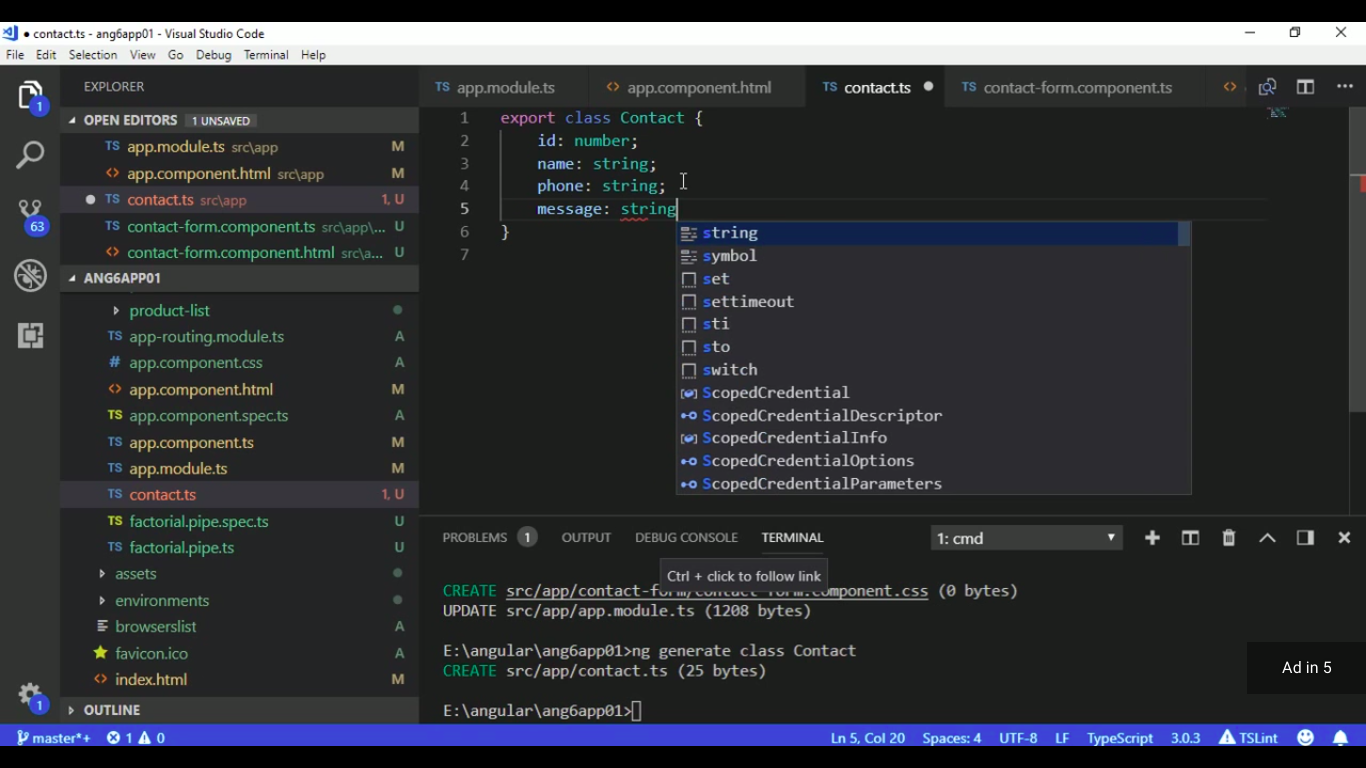 ● contact.ts - ang6app01 - Visual Studio Code
File Edit Selection View Go Debug Terminal Help
EXPLORER
OPEN EDITORS 1 UNSAVED
TS app.module.ts src\app M
<> app.component.html src\app M
● TS contact.ts src\app 1, U
TS contact-form.component.ts src\app\... U
<> contact-form.component.html src\a... U
ANG6APP01
product-list
TS app-routing.module.ts A
# app.component.css A
<> app.component.html M
TS app.component.spec.ts A
TS app.component.ts M
TS app.module.ts M
TS contact.ts 1, U
TS factorial.pipe.spec.ts U
TS factorial.pipe.ts U
assets
environments
browserslist A
favicon.ico A
<> index.html M
OUTLINE
1
63
1
TS app.module.ts <> app.component.html TS contact.ts ● TS contact-form.component.ts <>
1 export class Contact {
2 id: number;
3 name: string;
4 phone: string;
5 message: string
6 }
7
string
symbol
set
settimeout
sti
sto
switch
ScopedCredential
ScopedCredentialDescriptor
ScopedCredentialInfo
ScopedCredentialOptions
ScopedCredentialParameters
PROBLEMS 1 OUTPUT DEBUG CONSOLE TERMINAL 1: cmd
Ctrl + click to follow link
CREATE src/app/contact-form/contact-form.component.css (0 bytes)
UPDATE src/app/app.module.ts (1208 bytes)
E:\angular\ang6app01>ng generate class Contact
CREATE src/app/contact.ts (25 bytes)
E:\angular\ang6app01>
Ad in 5
master*+ 1 0 Ln 5, Col 20 Spaces: 4 UTF-8 LF TypeScript 3.0.3 TSLint